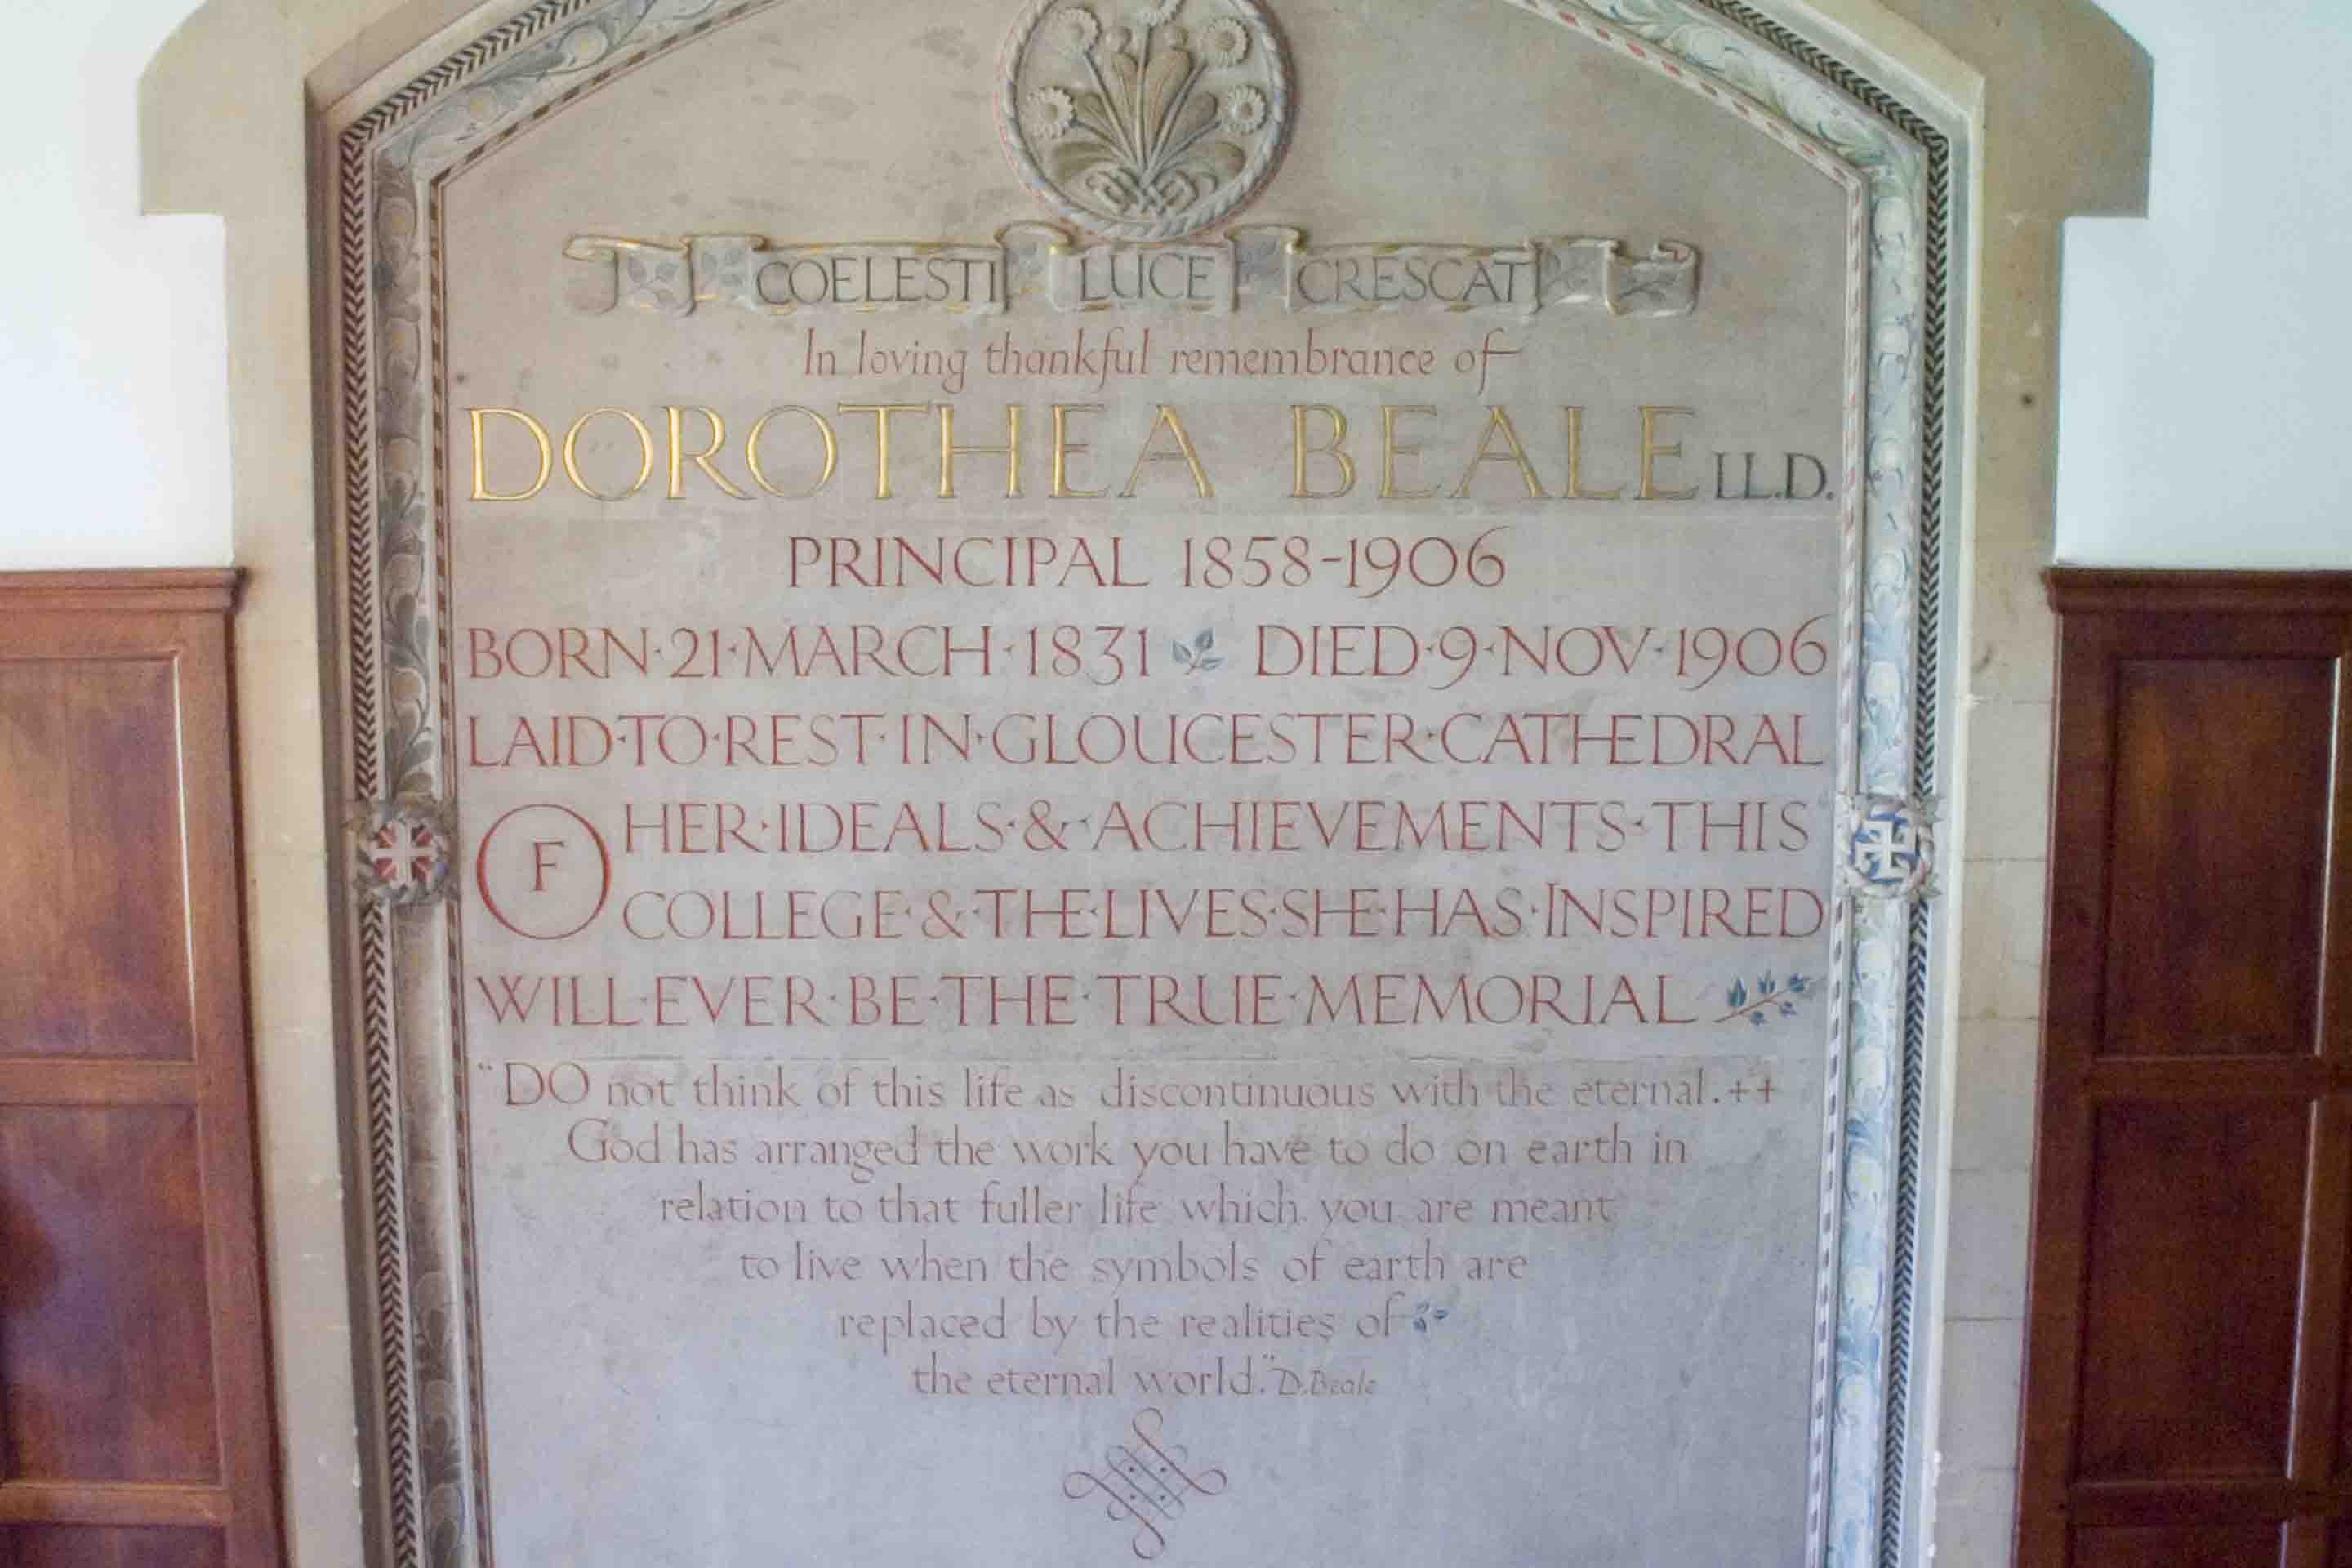 COELESTI LUCE CRESCAT
In loving thankful remembrance of
DOROTHEA BEALE LL.D.
PRINCIPAL 1858-1906
BORN·21·MARCH·1831 DIED·9·NOV·1906
LAID·TO·REST·IN·GLOUCESTER·CATHEDRAL
OF HER·IDEALS·&·ACHIEVEMENTS·THIS
COLLEGE·&·THE·LIVES·SHE·HAS·INSPIRED
WILL·EVER·BE·THE·TRUE·MEMORIAL
"DO not think of this life as discontinuous with the eternal.++
God has arranged the work you have to do on earth in
relation to that fuller life which you are meant
to live when the symbols of earth are
replaced by the realities of
the eternal world." D.Beale